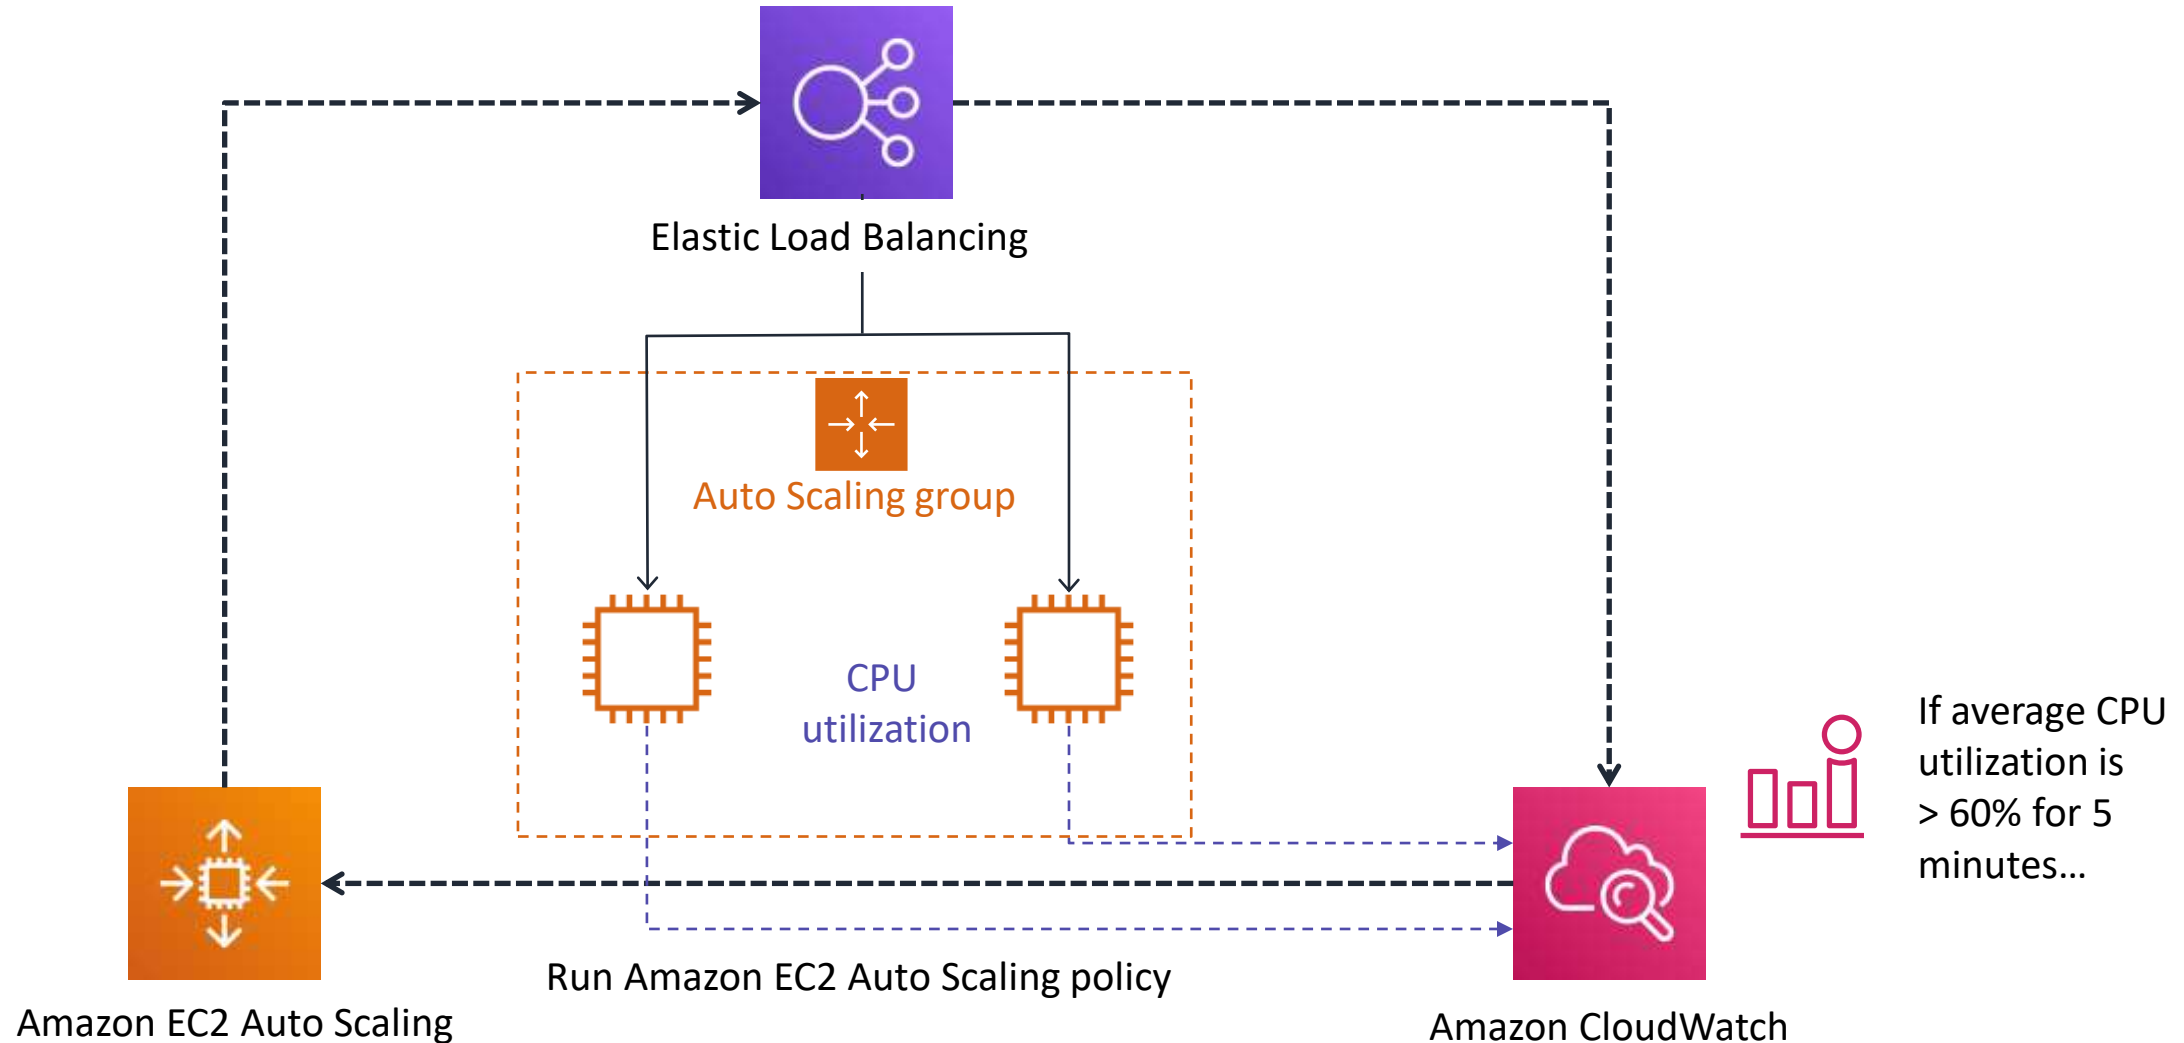 Elastic Load Balancing
Auto Scaling group
CPU
utilization
If average CPU
utilization is
> 60% for 5
minutes…
Run Amazon EC2 Auto Scaling policy
Amazon EC2 Auto Scaling
Amazon CloudWatch